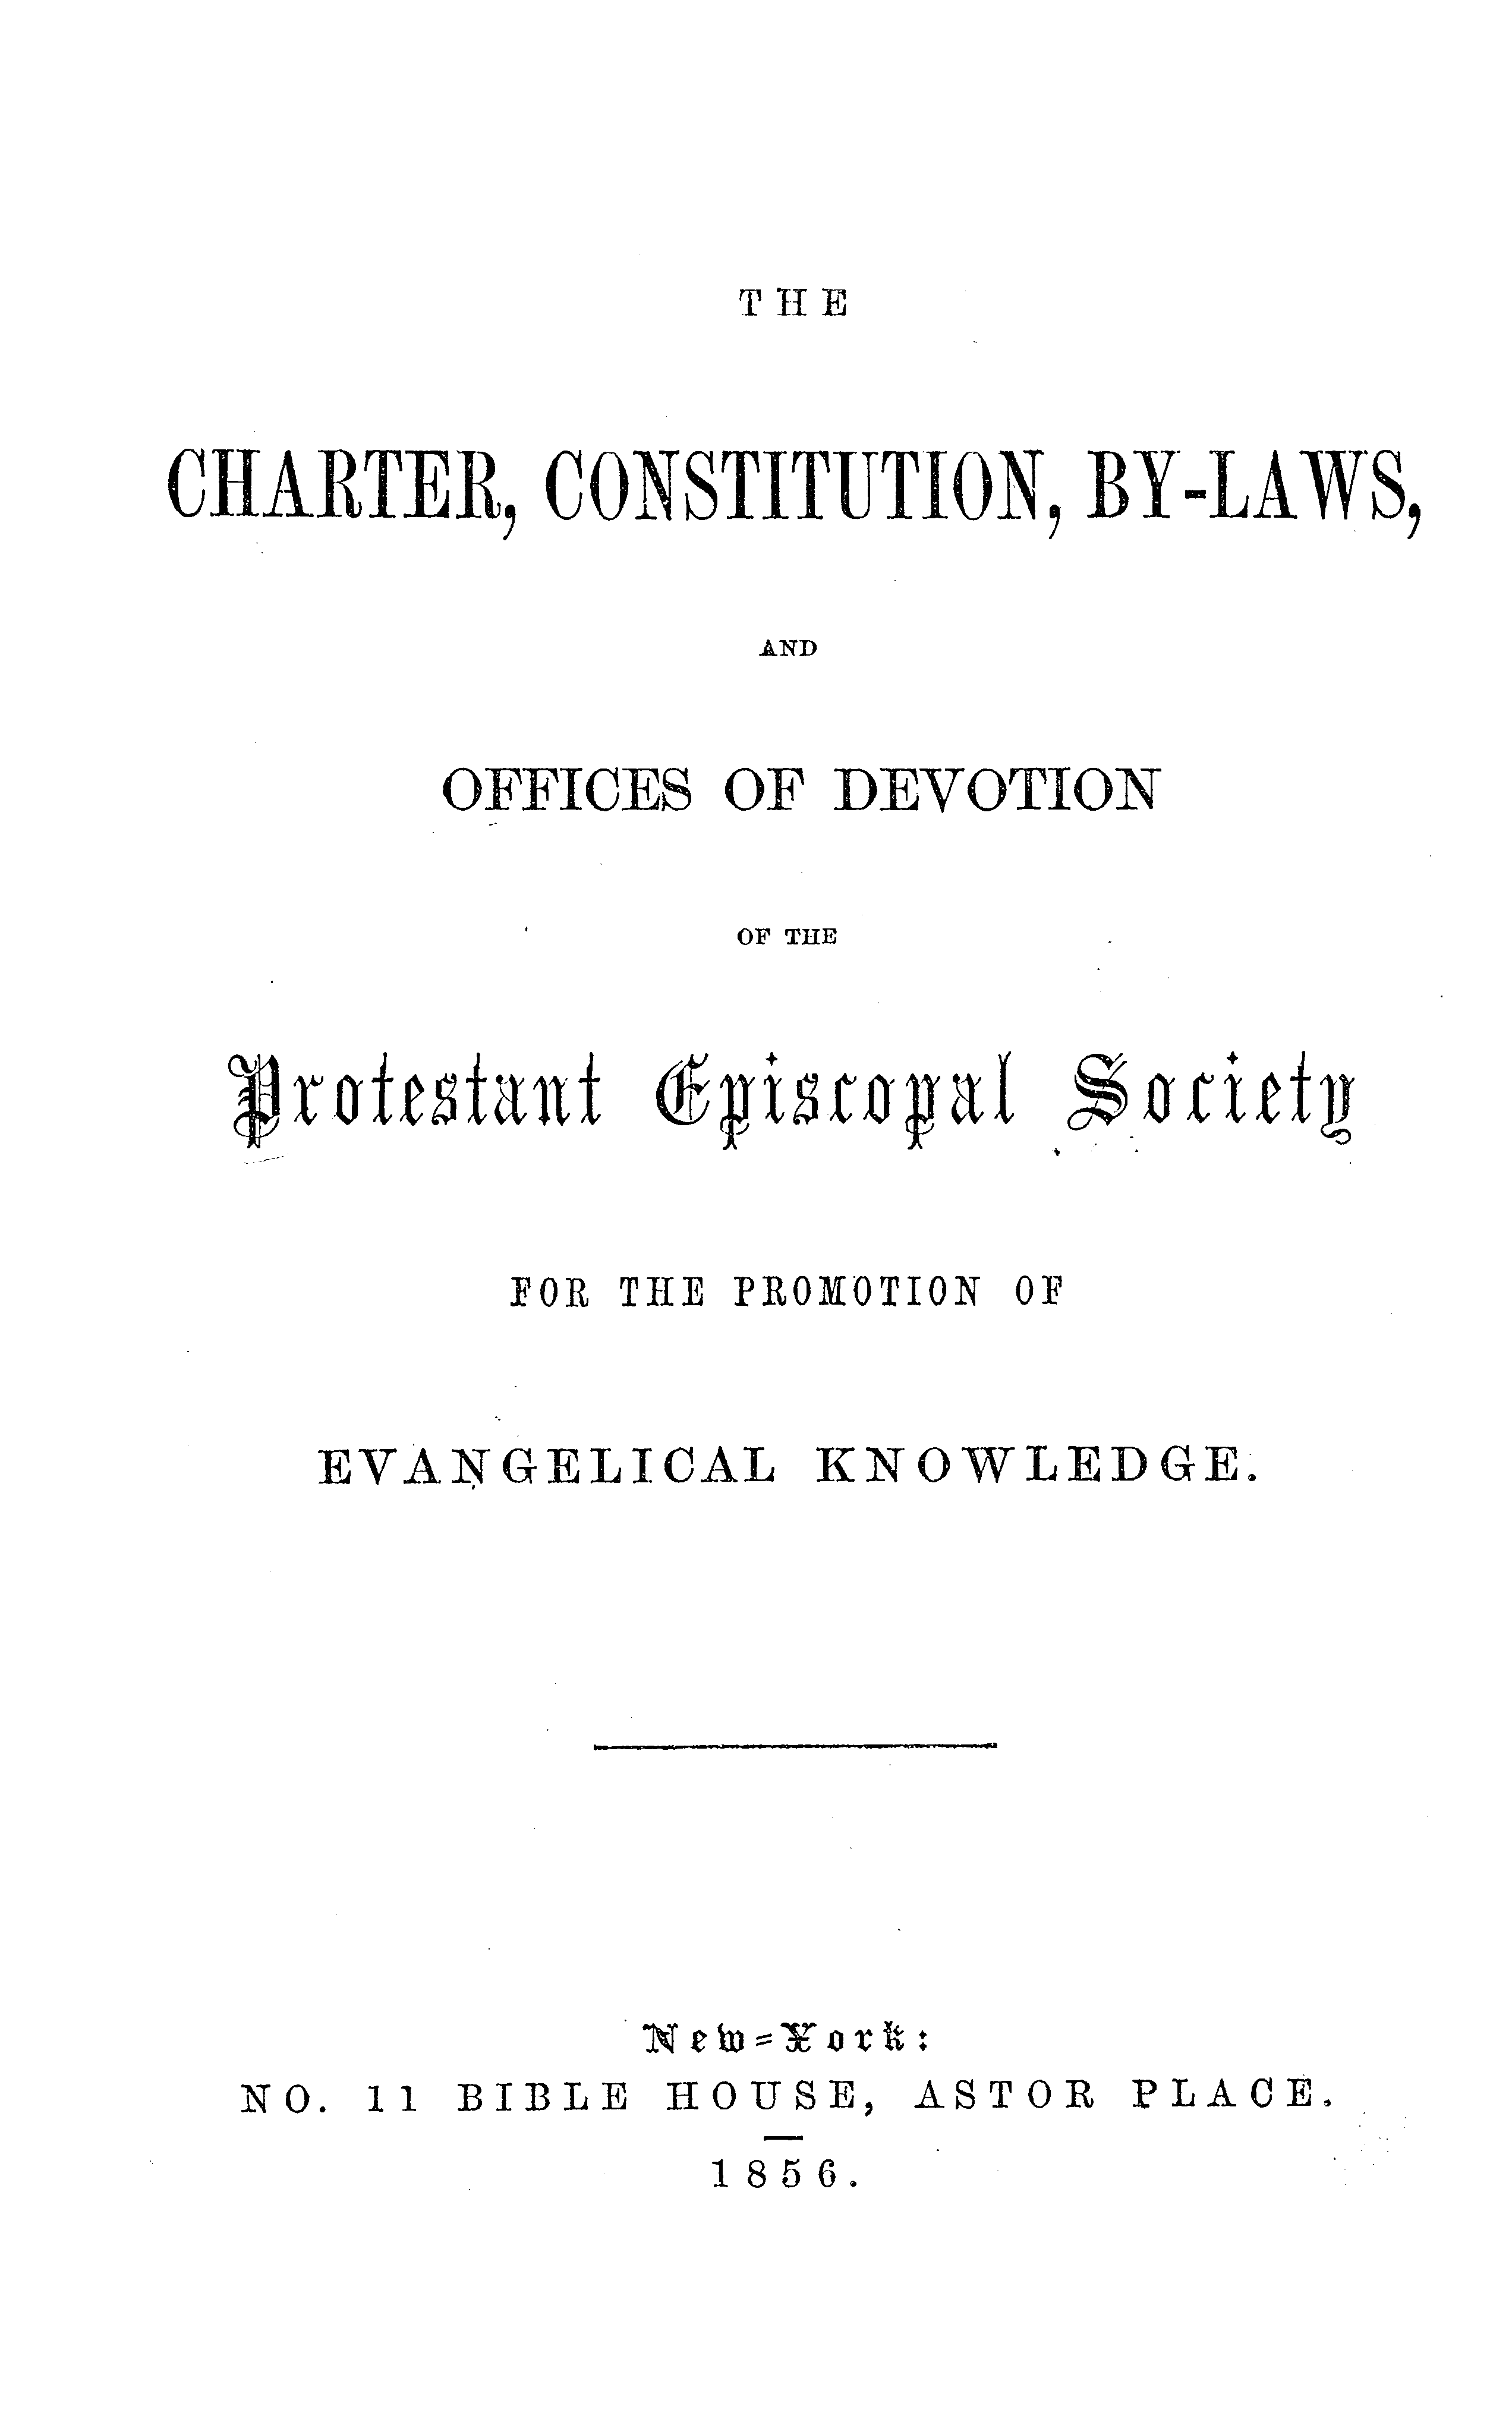 THE
CHARTER, CONSTITUTION, BY-LAWS,
AND
OFFICES OF DEVOTION
OF THE
Protestant Episcopal Society
FOR THE PROMOTION OF
EVANGELICAL KNOWLEDGE.
New-York:
NO. 11 BIBLE HOUSE, ASTOR PLACE.
1856.